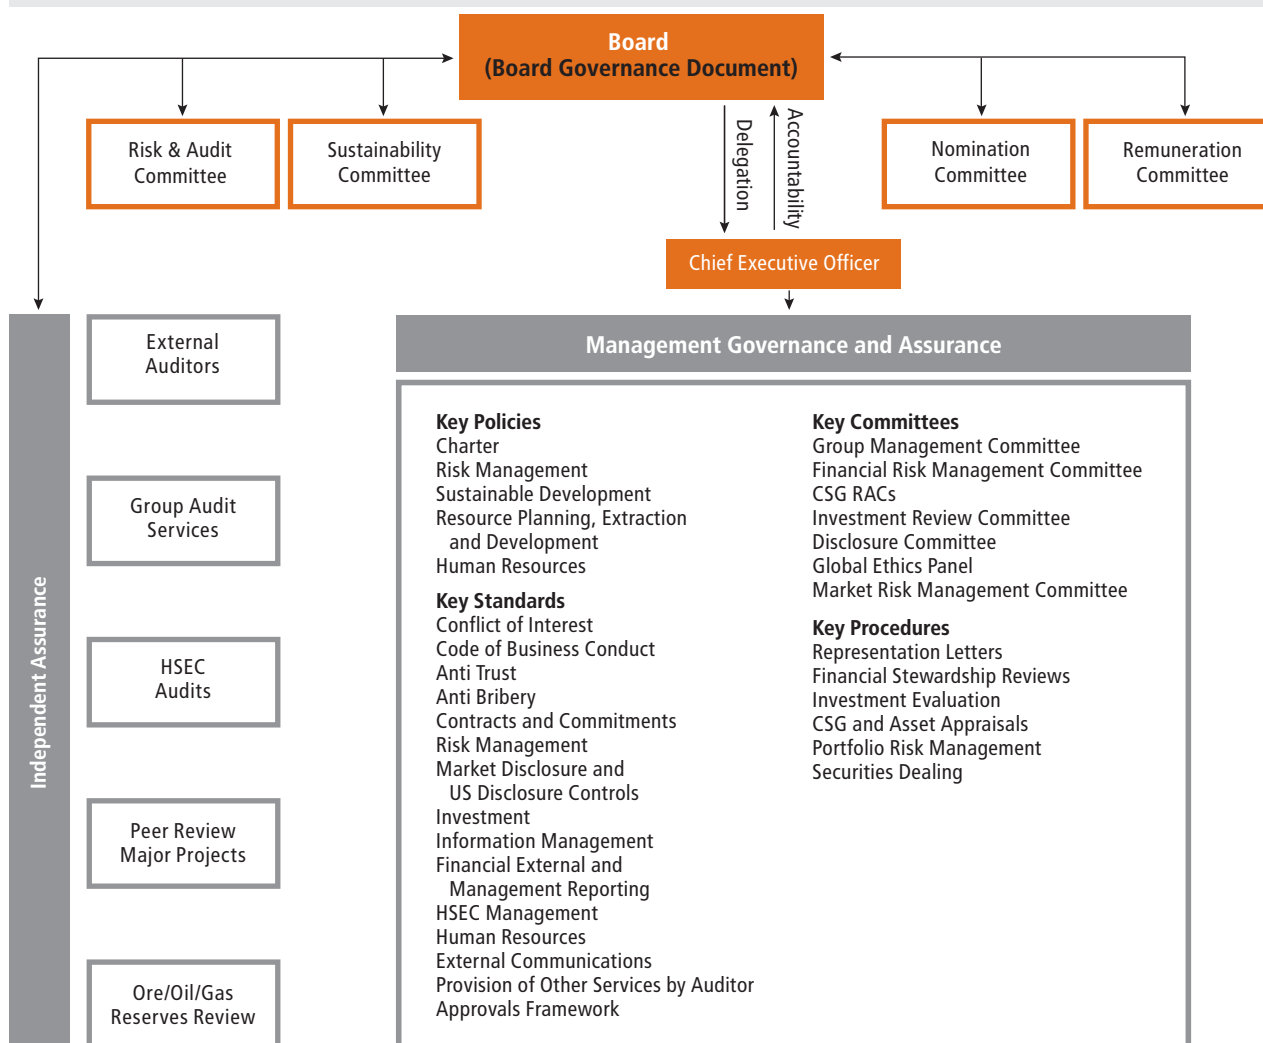 Board
(Board Governance Document)
Risk & Audit
Committee
Sustainability
Committee
Delegation
Accountability
Nomination
Committee
Remuneration
Committee
Chief Executive Officer
Independent Assurance
External
Auditors
Group Audit
Services
HSEC
Audits
Peer Review
Major Projects
Ore/Oil/Gas
Reserves Review
Management Governance and Assurance
Key Policies
Charter
Risk Management
Sustainable Development
Resource Planning, Extraction
and Development
Human Resources
Key Standards
Conflict of Interest
Code of Business Conduct
Anti Trust
Anti Bribery
Contracts and Commitments
Risk Management
Market Disclosure and
US Disclosure Controls
Investment
Information Management
Financial External and
Management Reporting
HSEC Management
Human Resources
External Communications
Provision of Other Services by Auditor
Approvals Framework
Key Committees
Group Management Committee
Financial Risk Management Committee
CSG RACs
Investment Review Committee
Disclosure Committee
Global Ethics Panel
Market Risk Management Committee
Key Procedures
Representation Letters
Financial Stewardship Reviews
Investment Evaluation
CSG and Asset Appraisals
Portfolio Risk Management
Securities Dealing